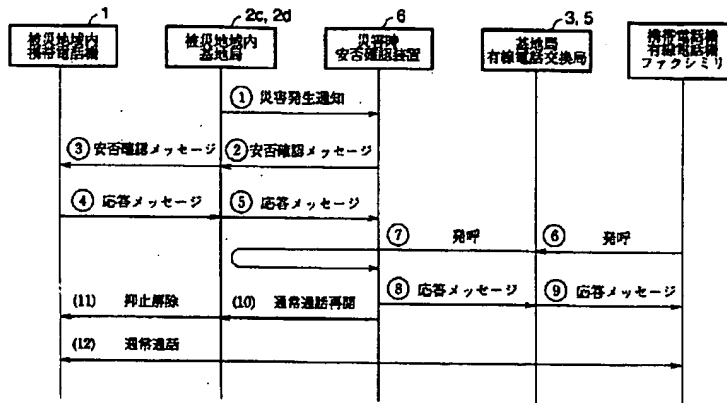 1
2c, 2d
6
3, 5
被災地域内
携帯電話機
被災地域内
基地局
災害時
安否確認装置
基地局
有線電話交換局
携帯電話機
有線電話機
ファクシミリ
① 災害発生通知
③ 安否確認メッセージ
② 安否確認メッセージ
④ 応答メッセージ
⑤ 応答メッセージ
⑦ 発呼
⑥ 発呼
⑧ 応答メッセージ
⑨ 応答メッセージ
(11) 抑止解除
(10) 通常通話再開
(12) 通常通話